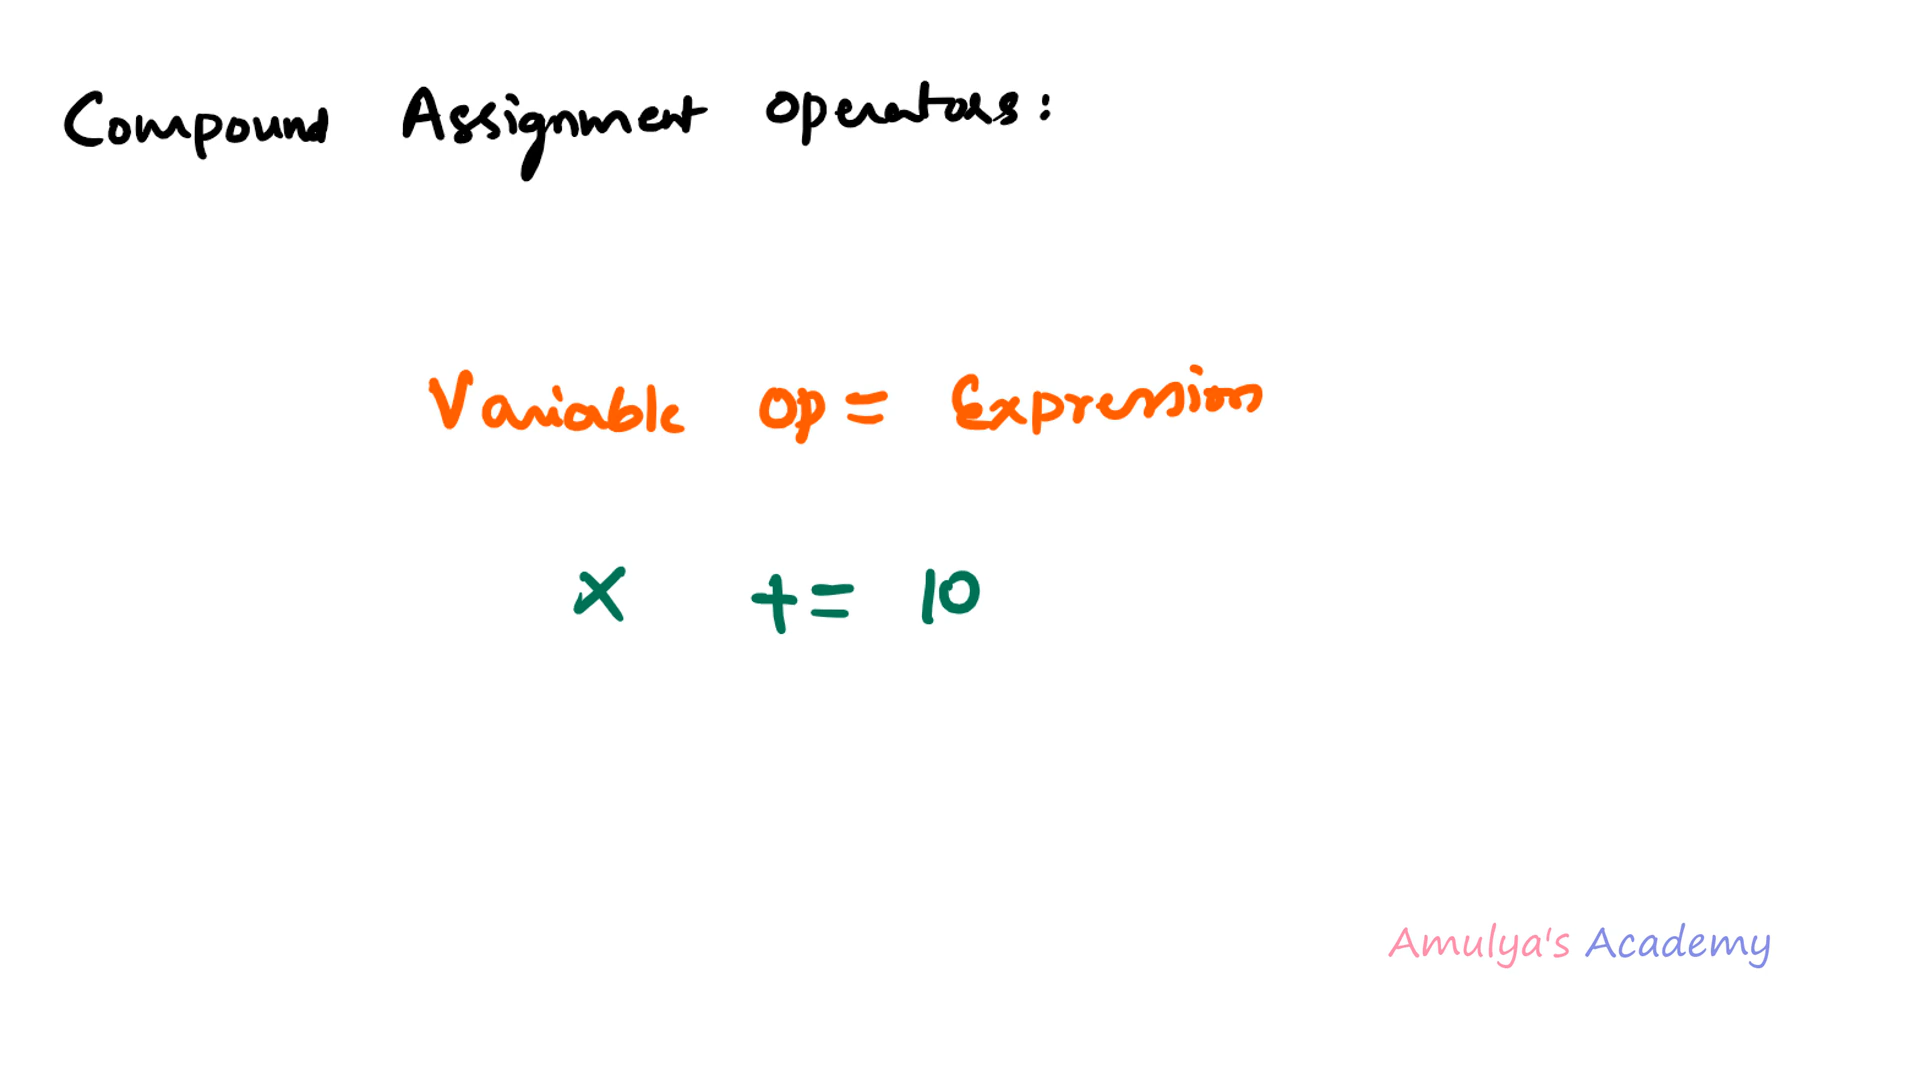 Compound Assignment operators:
Variable op= Expression
x += 10
Amulya's Academy